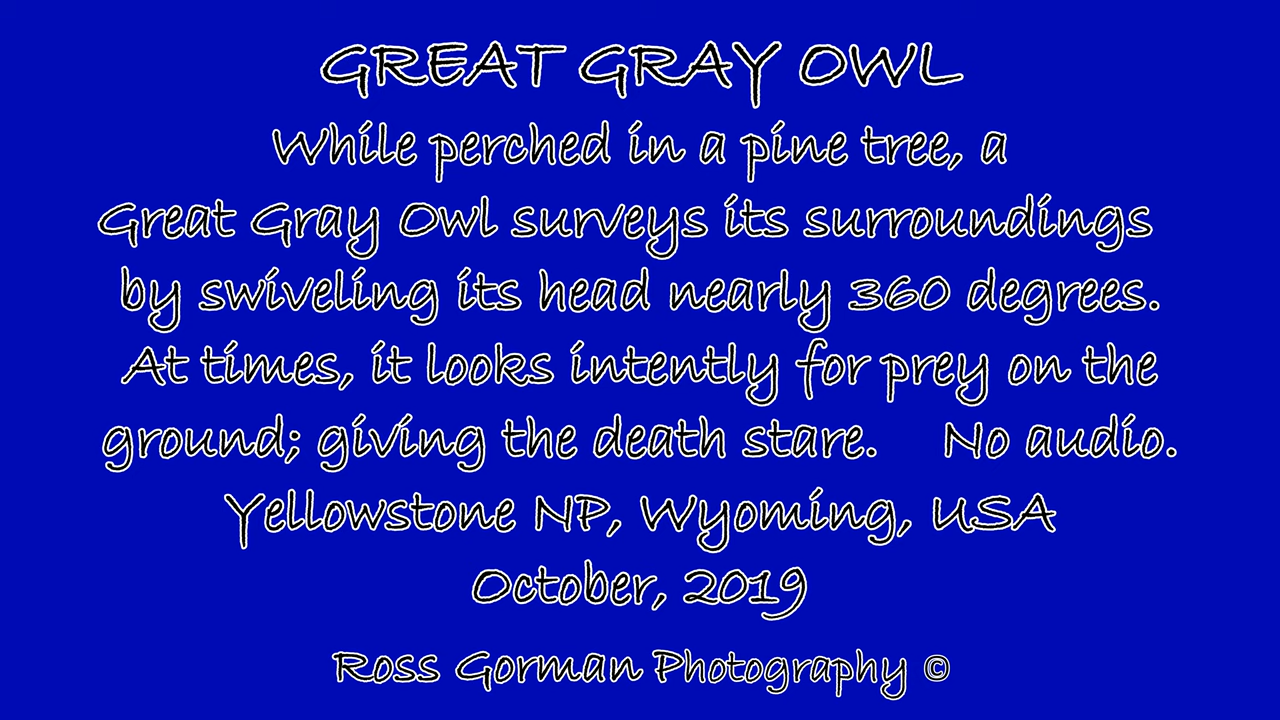 GREAT GRAY OWL
While perched in a pine tree, a
Great Gray Owl surveys its surroundings
by swiveling its head nearly 360 degrees.
At times, it looks intently for prey on the
ground; giving the death stare. No audio.
Yellowstone NP, Wyoming, USA
October, 2019
Ross Gorman Photography ©